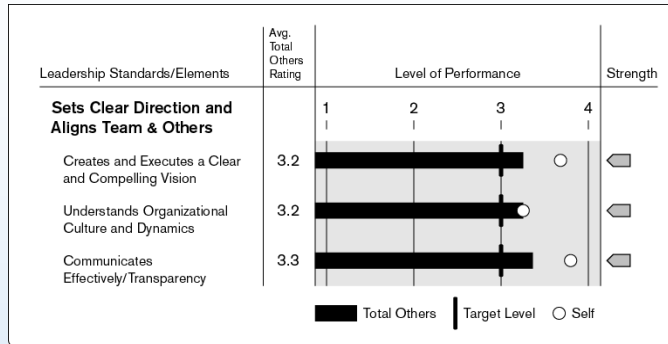 Avg.
Total
Others
Rating
Leadership Standards/Elements
Level of Performance
Strength
Sets Clear Direction and
Aligns Team & Others
1 2 3 4
Creates and Executes a Clear
and Compelling Vision
3.2
Understands Organizational
Culture and Dynamics
3.2
Communicates
Effectively/Transparency
3.3
Total Others Target Level Self